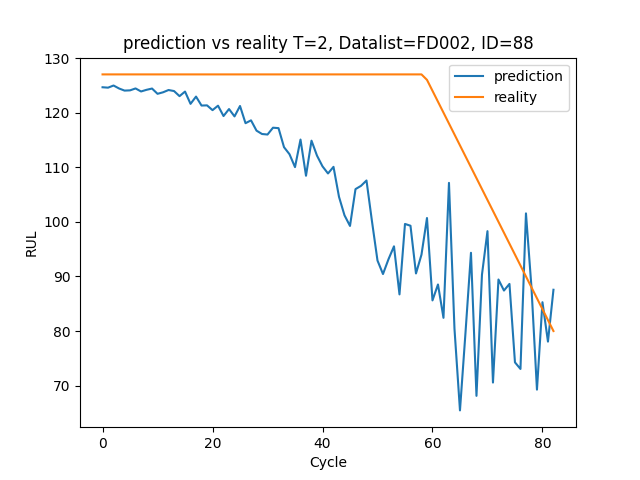 prediction vs reality T=2, Datalist=FD002, ID=88
130
120
110
100
90
80
70
RUL
prediction
reality
0 20 40 60 80
Cycle